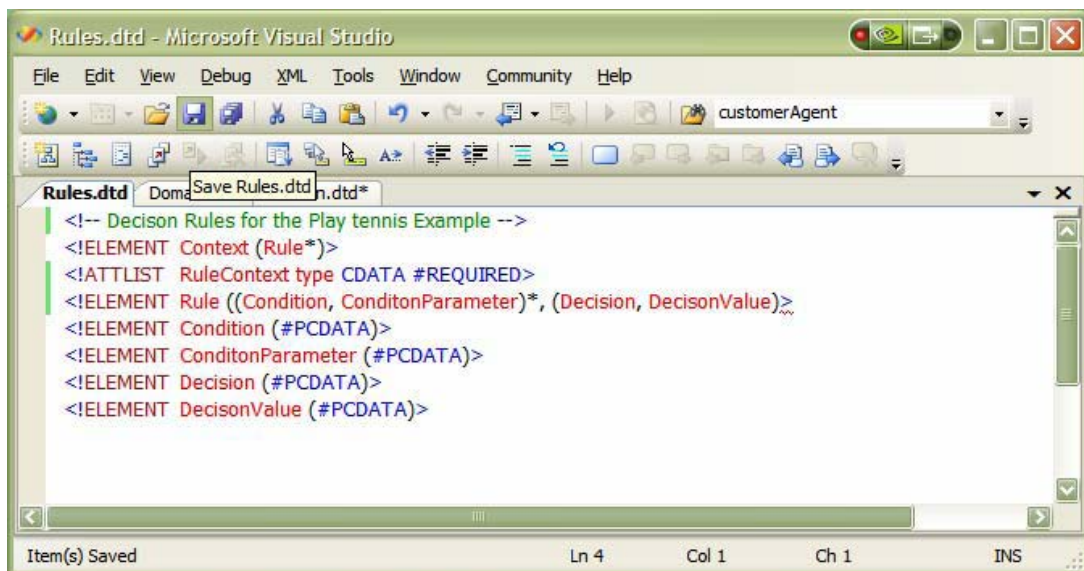 Rules.dtd - Microsoft Visual Studio
File Edit View Debug XML Tools Window Community Help
customerAgent
Rules.dtd Doma Save Rules.dtd n.dtd*
<!-- Decison Rules for the Play tennis Example -->
<!ELEMENT Context (Rule*)>
<!ATTLIST RuleContext type CDATA #REQUIRED>
<!ELEMENT Rule ((Condition, ConditonParameter)*, (Decision, DecisonValue)>
<!ELEMENT Condition (#PCDATA)>
<!ELEMENT ConditonParameter (#PCDATA)>
<!ELEMENT Decision (#PCDATA)>
<!ELEMENT DecisonValue (#PCDATA)>
Item(s) Saved Ln 4 Col 1 Ch 1 INS